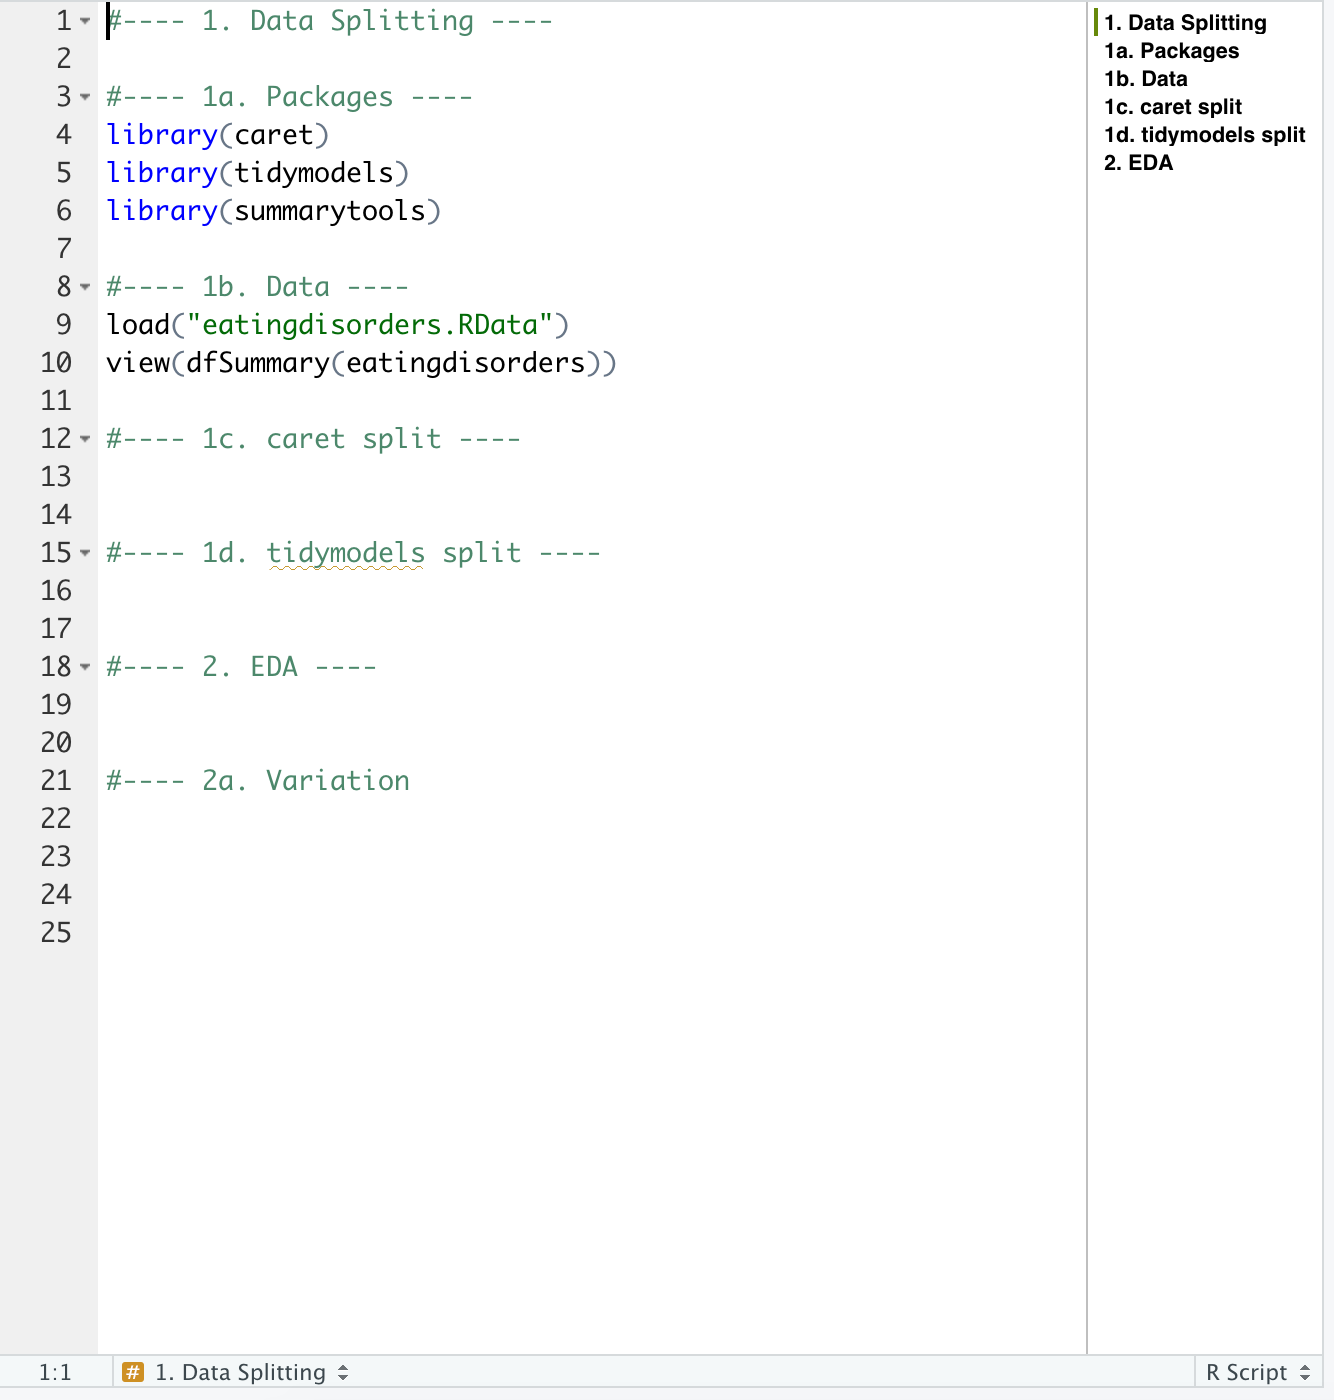 1 #---- 1. Data Splitting ----
2
3 #---- 1a. Packages ----
4 library(caret)
5 library(tidymodels)
6 library(summarytools)
7
8 #---- 1b. Data ----
9 load("eatingdisorders.RData")
10 view(dfSummary(eatingdisorders))
11
12 #---- 1c. caret split ----
13
14
15 #---- 1d. tidymodels split ----
16
17
18 #---- 2. EDA ----
19
20
21 #---- 2a. Variation
22
23
24
25
1. Data Splitting
1a. Packages
1b. Data
1c. caret split
1d. tidymodels split
2. EDA
1:1 # 1. Data Splitting R Script